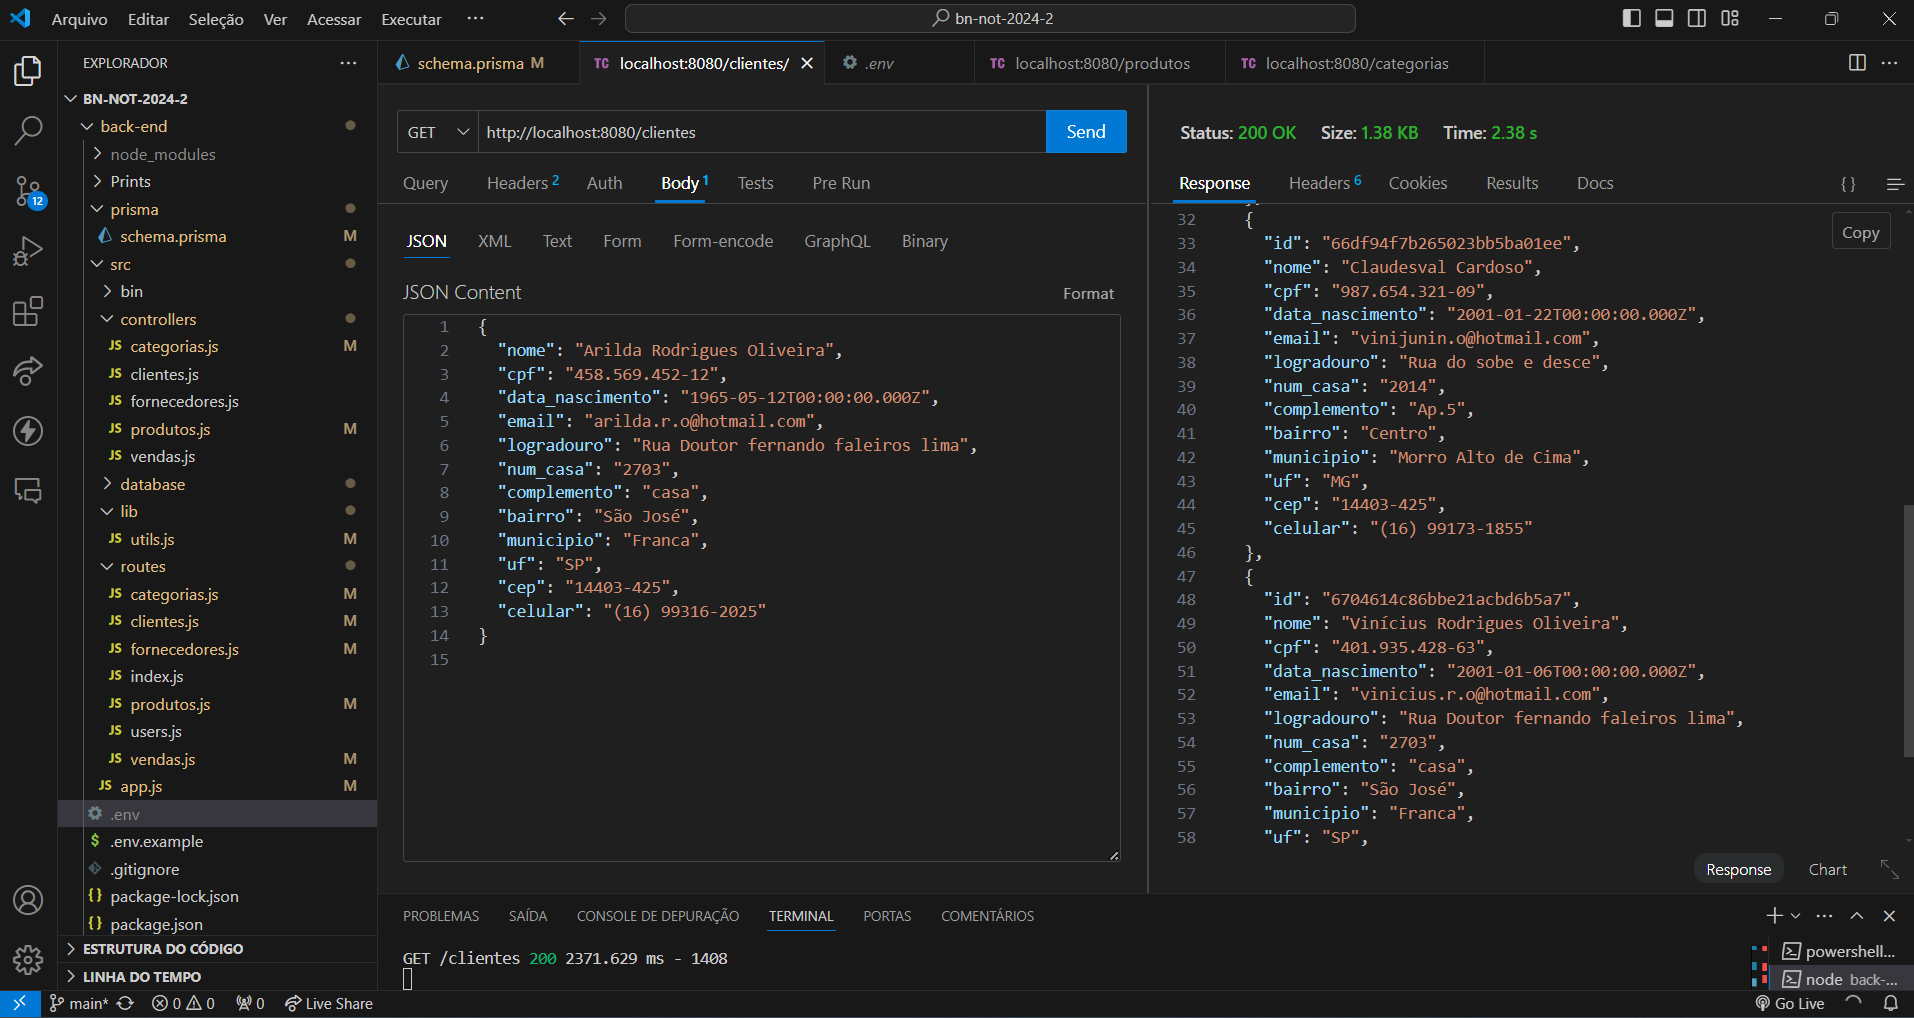 Arquivo Editar Seleção Ver Acessar Executar ··· bn-not-2024-2
EXPLORADOR ···
BN-NOT-2024-2
back-end
node_modules
Prints
prisma
schema.prisma M
src
bin
controllers
JS categorias.js M
JS clientes.js
JS fornecedores.js
JS produtos.js M
JS vendas.js
database
lib
JS utils.js M
routes
JS categorias.js M
JS clientes.js M
JS fornecedores.js M
JS index.js
JS produtos.js M
JS users.js
JS vendas.js M
JS app.js M
.env
$ .env.example
.gitignore
{} package-lock.json
{} package.json
ESTRUTURA DO CÓDIGO
LINHA DO TEMPO
12
schema.prisma M TC localhost:8080/clientes/ .env TC localhost:8080/produtos TC localhost:8080/categorias ···
GET http://localhost:8080/clientes Send
Query Headers 2 Auth Body 1 Tests Pre Run
JSON XML Text Form Form-encode GraphQL Binary
JSON Content Format
1 {
2 "nome": "Arilda Rodrigues Oliveira",
3 "cpf": "458.569.452-12",
4 "data_nascimento": "1965-05-12T00:00:00.000Z",
5 "email": "arilda.r.o@hotmail.com",
6 "logradouro": "Rua Doutor fernando faleiros lima",
7 "num_casa": "2703",
8 "complemento": "casa",
9 "bairro": "São José",
10 "municipio": "Franca",
11 "uf": "SP",
12 "cep": "14403-425",
13 "celular": "(16) 99316-2025"
14 }
15
Status: 200 OK Size: 1.38 KB Time: 2.38 s
Response Headers 6 Cookies Results Docs {}
Copy
32 {
33 "id": "66df94f7b265023bb5ba01ee",
34 "nome": "Claudesval Cardoso",
35 "cpf": "987.654.321-09",
36 "data_nascimento": "2001-01-22T00:00:00.000Z",
37 "email": "vinijunin.o@hotmail.com",
38 "logradouro": "Rua do sobe e desce",
39 "num_casa": "2014",
40 "complemento": "Ap.5",
41 "bairro": "Centro",
42 "municipio": "Morro Alto de Cima",
43 "uf": "MG",
44 "cep": "14403-425",
45 "celular": "(16) 99173-1855"
46 },
47 {
48 "id": "6704614c86bbe21acbd6b5a7",
49 "nome": "Vinícius Rodrigues Oliveira",
50 "cpf": "401.935.428-63",
51 "data_nascimento": "2001-01-06T00:00:00.000Z",
52 "email": "vinicius.r.o@hotmail.com",
53 "logradouro": "Rua Doutor fernando faleiros lima",
54 "num_casa": "2703",
55 "complemento": "casa",
56 "bairro": "São José",
57 "municipio": "Franca",
58 "uf": "SP",
Response Chart
PROBLEMAS SAÍDA CONSOLE DE DEPURAÇÃO TERMINAL PORTAS COMENTÁRIOS ···
GET /clientes 200 2371.629 ms - 1408
powershell...
node back-...
main* 0 0 0 Live Share Go Live